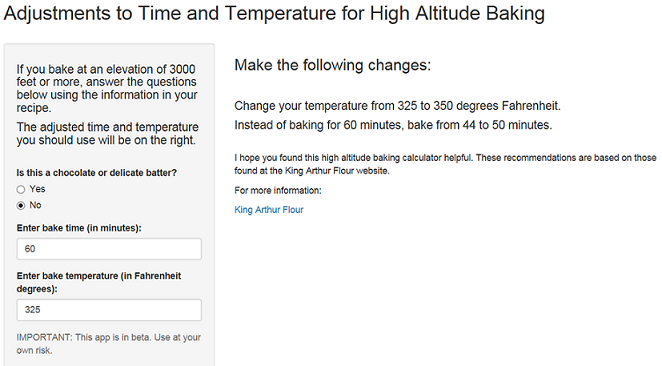 Adjustments to Time and Temperature for High Altitude Baking
If you bake at an elevation of 3000
feet or more, answer the questions
below using the information in your
recipe.
The adjusted time and temperature
you should use will be on the right.
Is this a chocolate or delicate batter?
Yes
No
Enter bake time (in minutes):
60
Enter bake temperature (in Fahrenheit
degrees):
325
IMPORTANT: This app is in beta. Use at your
own risk.
Make the following changes:
Change your temperature from 325 to 350 degrees Fahrenheit.
Instead of baking for 60 minutes, bake from 44 to 50 minutes.
I hope you found this high altitude baking calculator helpful. These recommendations are based on those
found at the King Arthur Flour website.
For more information:
King Arthur Flour